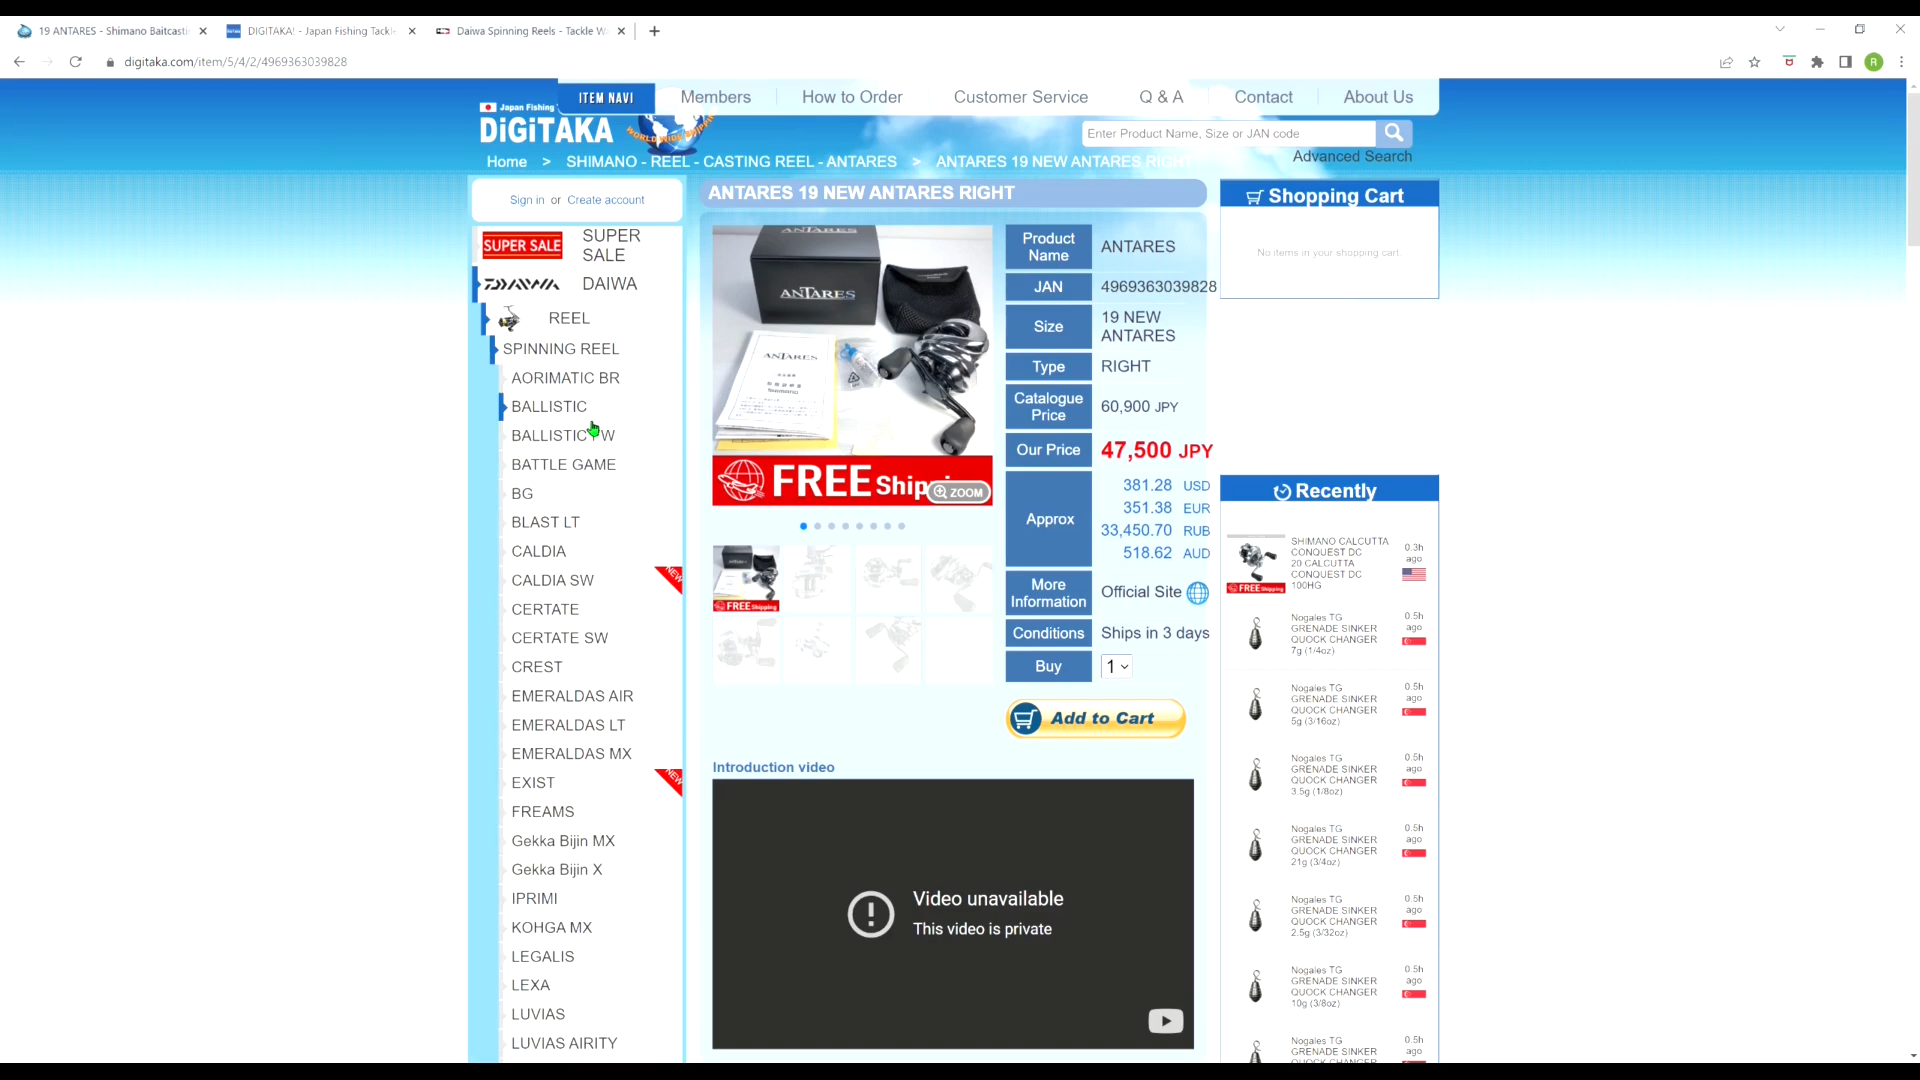 19 ANTARES - Shimano Baitcasti
DIGITAKA! - Japan Fishing Tackl
Daiwa Spinning Reels - Tackle W
digitaka.com/item/5/4/2/4969363039828
ITEM NAVI
Members
How to Order
Customer Service
Q & A
Contact
About Us
Japan Fishing
DiGiTAKA
Enter Product Name, Size or JAN code
Advanced Search
Home > SHIMANO - REEL - CASTING REEL - ANTARES > ANTARES 19 NEW ANTARES RIGHT
Sign in or Create account
SUPER SALE
SUPER SALE
DAIWA
DAIWA
REEL
SPINNING REEL
AORIMATIC BR
BALLISTIC
BALLISTIC FW
BATTLE GAME
BG
BLAST LT
CALDIA
CALDIA SW
NEW
CERTATE
CERTATE SW
CREST
EMERALDAS AIR
EMERALDAS LT
EMERALDAS MX
EXIST
NEW
FREAMS
Gekka Bijin MX
Gekka Bijin X
IPRIMI
KOHGA MX
LEGALIS
LEXA
LUVIAS
LUVIAS AIRITY
ANTARES 19 NEW ANTARES RIGHT
ANTARES
ANTARES
ANTARES
SHIMANO
FREE Ship
ZOOM
FREE Shipping
Product Name
ANTARES
JAN
4969363039828
Size
19 NEW ANTARES
Type
RIGHT
Catalogue Price
60,900 JPY
Our Price
47,500 JPY
Approx
381.28 USD
351.38 EUR
33,450.70 RUB
518.62 AUD
More Information
Official Site
Conditions
Ships in 3 days
Buy
1
Add to Cart
Introduction video
Video unavailable
This video is private
Shopping Cart
No items in your shopping cart
Recently
SHIMANO CALCUTTA
CONQUEST DC
20 CALCUTTA
CONQUEST DC
100HG
0.3h ago
FREE Shipping
Nogales TG
GRENADE SINKER
QUOCK CHANGER
7g (1/4oz)
0.5h ago
Nogales TG
GRENADE SINKER
QUOCK CHANGER
5g (3/16oz)
0.5h ago
Nogales TG
GRENADE SINKER
QUOCK CHANGER
3.5g (1/8oz)
0.5h ago
Nogales TG
GRENADE SINKER
QUOCK CHANGER
21g (3/4oz)
0.5h ago
Nogales TG
GRENADE SINKER
QUOCK CHANGER
2.5g (3/32oz)
0.5h ago
Nogales TG
GRENADE SINKER
QUOCK CHANGER
10g (3/8oz)
0.5h ago
Nogales TG
GRENADE SINKER
QUOCK CHANGER
0.5h ago
R